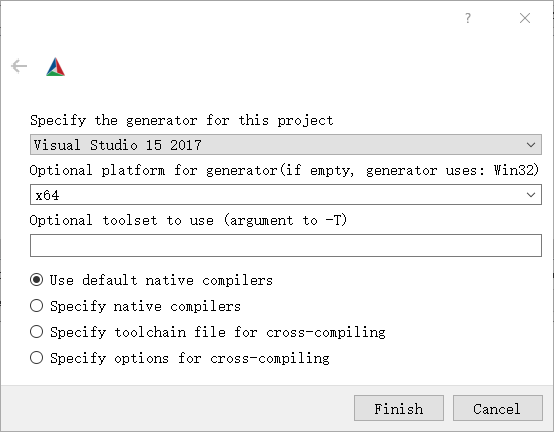 ?
Specify the generator for this project
Visual Studio 15 2017
Optional platform for generator(if empty, generator uses: Win32)
x64
Optional toolset to use (argument to -T)
Use default native compilers
Specify native compilers
Specify toolchain file for cross-compiling
Specify options for cross-compiling
Finish Cancel